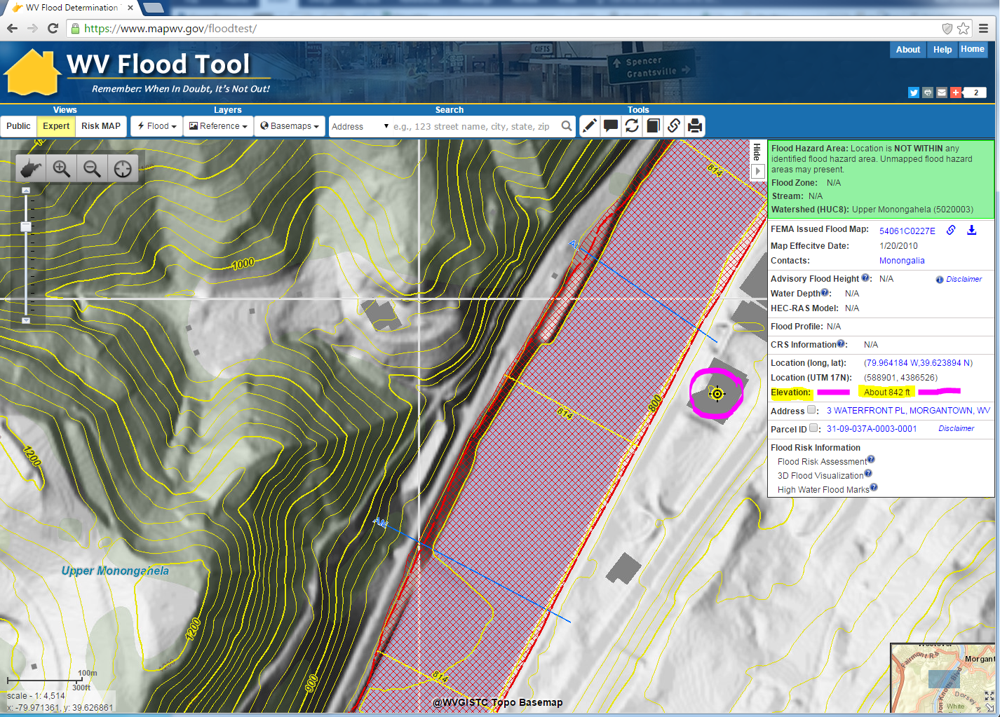 WV Flood Determination
https://www.mapwv.gov/floodtest/
WV Flood Tool
Remember: When In Doubt, It's Not Out!
GIFTS
Spencer
Grantsville
About Help Home
2
Views Layers Search Tools
Public Expert Risk MAP Flood Reference Basemaps Address e.g., 123 street name, city, state, zip
Hide
Flood Hazard Area: Location is NOT WITHIN any
identified flood hazard area. Unmapped flood hazard
areas may present.
Flood Zone: N/A
Stream: N/A
Watershed (HUC8): Upper Monongahela (5020003)
FEMA Issued Flood Map: 54061C0227E
Map Effecitve Date: 1/20/2010
Contacts: Monongalia
Advisory Flood Height: N/A Disclaimer
Water Depth: N/A
HEC-RAS Model: N/A
Flood Profile: N/A
CRS Information: N/A
Location (long, lat): (79.964184 W,39.623894 N)
Location (UTM 17N): (588901, 4386526)
Elevation: About 842 ft
Address: 3 WATERFRONT PL, MORGANTOWN, WV
Parcel ID: 31-09-037A-0003-0001 Disclaimer
Flood Risk Information
Flood Risk Assessment
3D Flood Visualization
High Water Flood Marks
814
1000
AL
800
814
1200
AK
Upper Monongahela
1200
900
814
100m
300ft
scale - 1: 4,514
x: -79.971361, y: 39.626861
@WVGISTC Topo Basemap
Westover
Fairmont Rd
Morgant
Don Knotts Blvd
Dorsey A
White